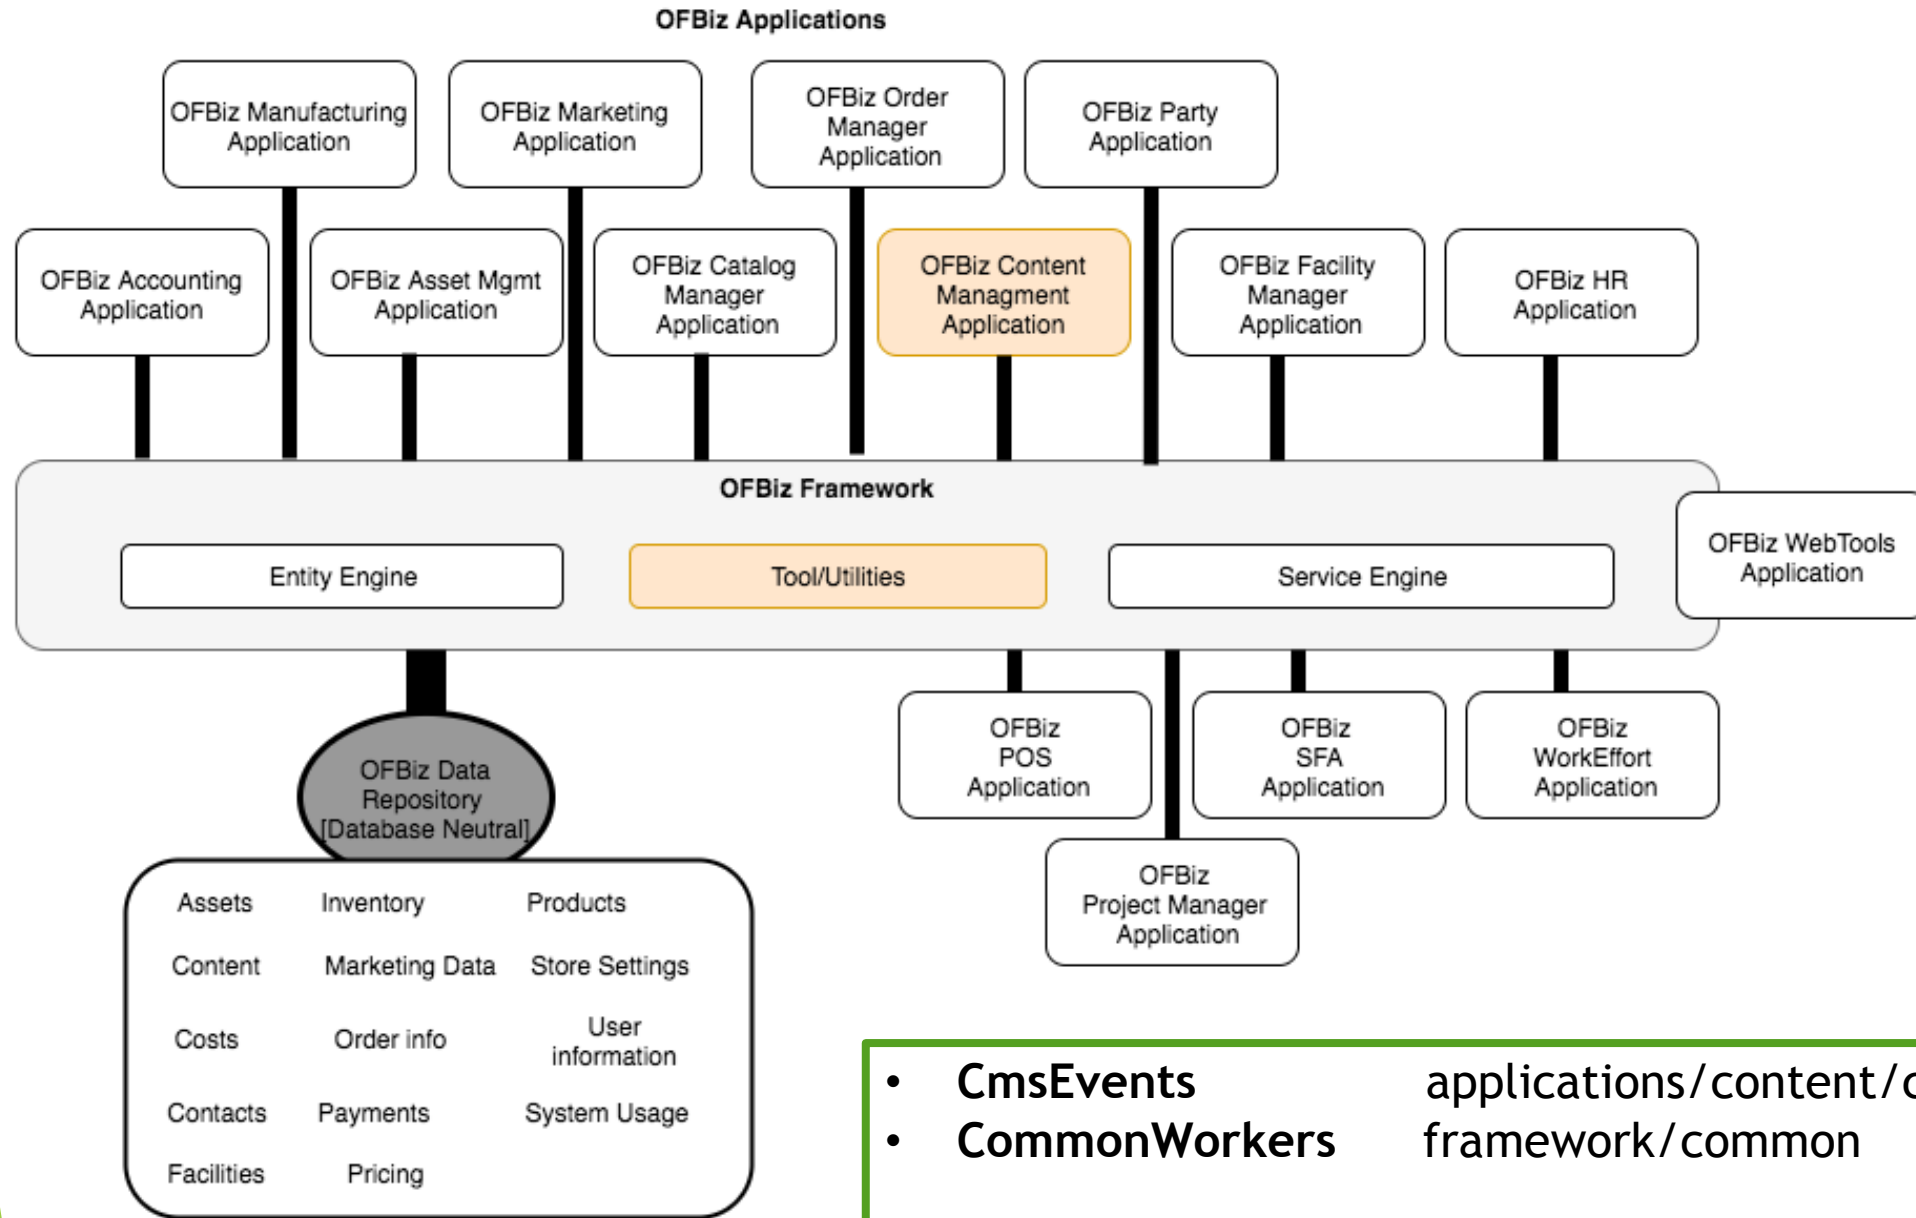 OFBiz Applications
OFBiz Manufacturing
Application
OFBiz Marketing
Application
OFBiz Order
Manager
Application
OFBiz Party
Application
OFBiz Accounting
Application
OFBiz Asset Mgmt
Application
OFBiz Catalog
Manager
Application
OFBiz Content
Managment
Application
OFBiz Facility
Manager
Application
OFBiz HR
Application
OFBiz Framework
Entity Engine
Tool/Utilities
Service Engine
OFBiz WebTools
Application
OFBiz Data
Repository
[Database Neutral]
OFBiz
POS
Application
OFBiz
SFA
Application
OFBiz
WorkEffort
Application
OFBiz
Project Manager
Application
Assets Inventory Products
Content Marketing Data Store Settings
Costs Order info User
information
Contacts Payments System Usage
Facilities Pricing
• CmsEvents applications/content/
• CommonWorkers framework/common